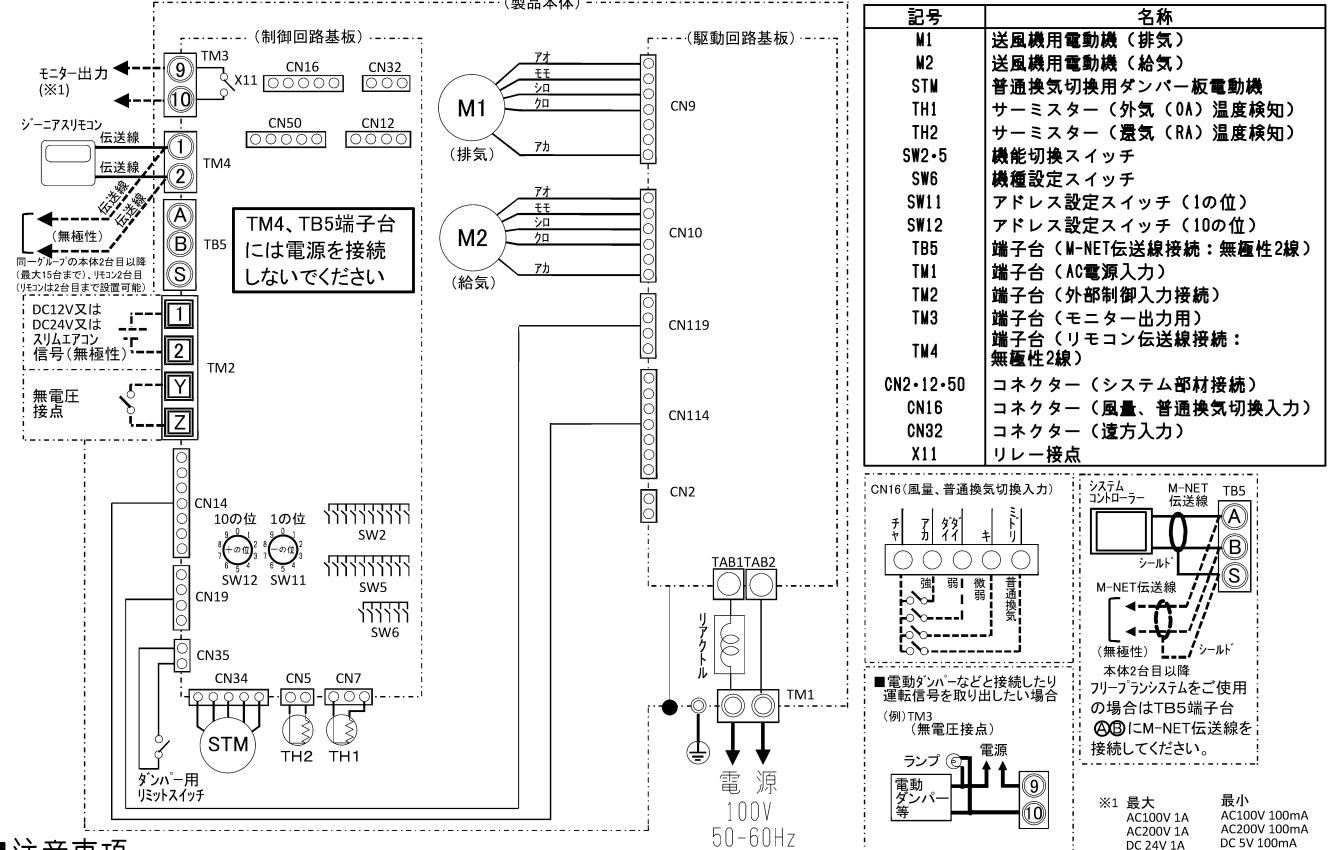 (製品本体)
(制御回路基板)
(駆動回路基板)
TM3
9
10
X11
モニター出力
(※1)
CN16
CN32
CN50
CN12
ジーニアスリモコン
伝送線
伝送線
1
2
TM4
伝送線
伝送線
(無極性)
同一グループの本体2台目以降
(最大15台まで)、リモコン2台目
(リモコンは2台目まで設置可能)
A
B
S
TB5
TM4、TB5端子台
には電源を接続
しないでください
DC12V又は
DC24V又は
スリムエアコン
信号(無極性)
1
2
TM2
無電圧
接点
Y
Z
CN14
10の位
1の位
十の位
一の位
SW12
SW11
SW2
SW5
SW6
CN19
CN35
CN34
CN5
CN7
STM
TH2
TH1
ダンパー用
リミットスイッチ
M1
(排気)
アオ
モモ
シロ
クロ
アカ
CN9
M2
(給気)
アオ
モモ
シロ
クロ
アカ
CN10
CN119
CN114
CN2
TAB1
TAB2
リアクトル
TM1
電源
100V
50-60Hz
記号 名称
M1 送風機用電動機(排気)
M2 送風機用電動機(給気)
STM 普通換気切換用ダンパー板電動機
TH1 サーミスター(外気(OA)温度検知)
TH2 サーミスター(還気(RA)温度検知)
SW2・5 機能切換スイッチ
SW6 機種設定スイッチ
SW11 アドレス設定スイッチ(1の位)
SW12 アドレス設定スイッチ(10の位)
TB5 端子台(M-NET伝送線接続:無極性2線)
TM1 端子台(AC電源入力)
TM2 端子台(外部制御入力接続)
TM3 端子台(モニター出力用)
TM4 端子台(リモコン伝送線接続:
無極性2線)
CN2・12・50 コネクター(システム部材接続)
CN16 コネクター(風量、普通換気切換入力)
CN32 コネクター(遠方入力)
X11 リレー接点
CN16(風量、普通換気切換入力)
チャ
アカ
ダイダイ
キ
ミドリ
強
弱
微弱
普通換気
■電動ダンパーなどと接続したり
運転信号を取り出したい場合
(例)TM3
(無電圧接点)
ランプ
電源
電動
ダンパー
等
9
10
システム
コントローラー
M-NET
伝送線
TB5
A
B
S
シールド
M-NET伝送線
(無極性)
シールド
本体2台目以降
フリープランシステムをご使用
の場合はTB5端子台
ⒶⒷにM-NET伝送線を
接続してください。
※1 最大 最小
AC100V 1A AC100V 100mA
AC200V 1A AC200V 100mA
DC 24V 1A DC 5V 100mA
■注意事項